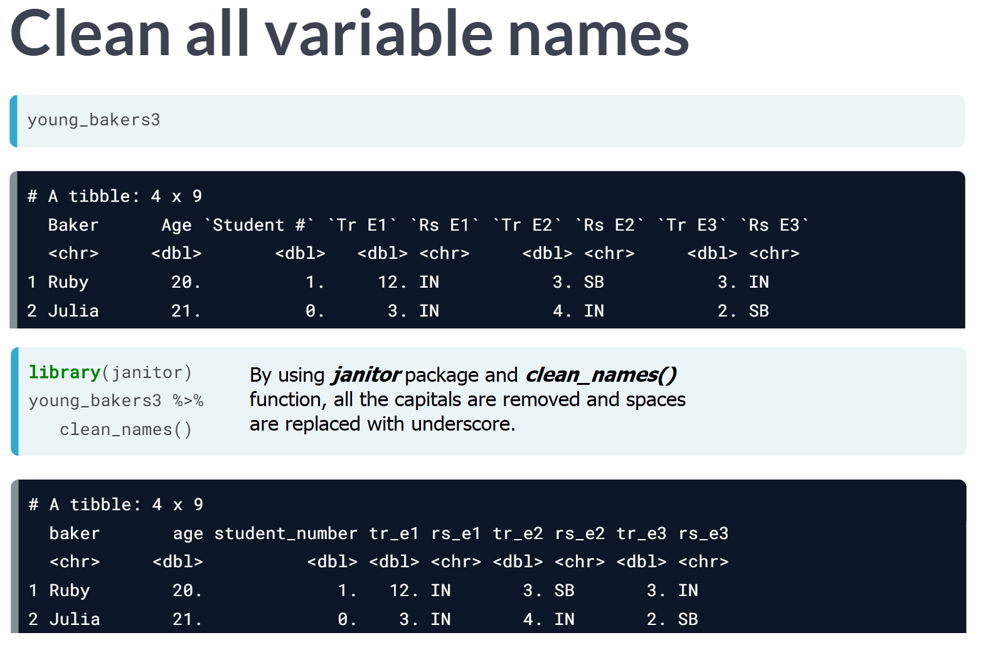 Clean all variable names
young_bakers3
# A tibble: 4 x 9
  Baker      Age `Student #` `Tr E1` `Rs E1` `Tr E2` `Rs E2` `Tr E3` `Rs E3`
  <chr>     <dbl>       <dbl>   <dbl> <chr>     <dbl> <chr>     <dbl> <chr>
1 Ruby        20.          1.     12. IN           3. SB           3. IN
2 Julia       21.          0.      3. IN           4. IN           2. SB
library(janitor)
young_bakers3 %>%
   clean_names()
By using janitor package and clean_names()
function, all the capitals are removed and spaces
are replaced with underscore.
# A tibble: 4 x 9
  baker       age student_number tr_e1 rs_e1 tr_e2 rs_e2 tr_e3 rs_e3
  <chr>     <dbl>          <dbl> <dbl> <chr> <dbl> <chr> <dbl> <chr>
1 Ruby        20.             1.   12. IN       3. SB       3. IN
2 Julia       21.             0.    3. IN       4. IN       2. SB